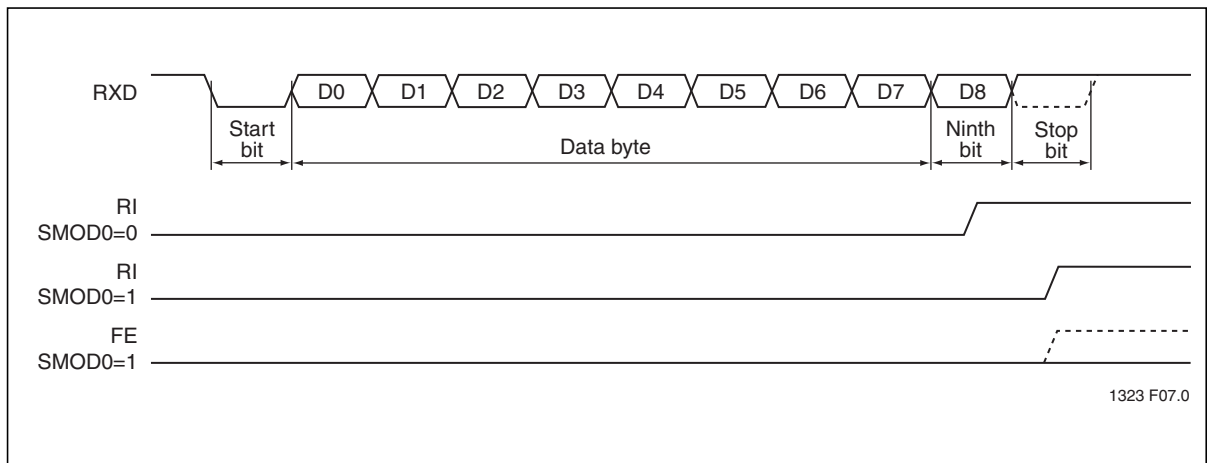 RXD
D0 D1 D2 D3 D4 D5 D6 D7 D8
Start
bit
Data byte
Ninth
bit
Stop
bit
RI
SMOD0=0
RI
SMOD0=1
FE
SMOD0=1
1323 F07.0